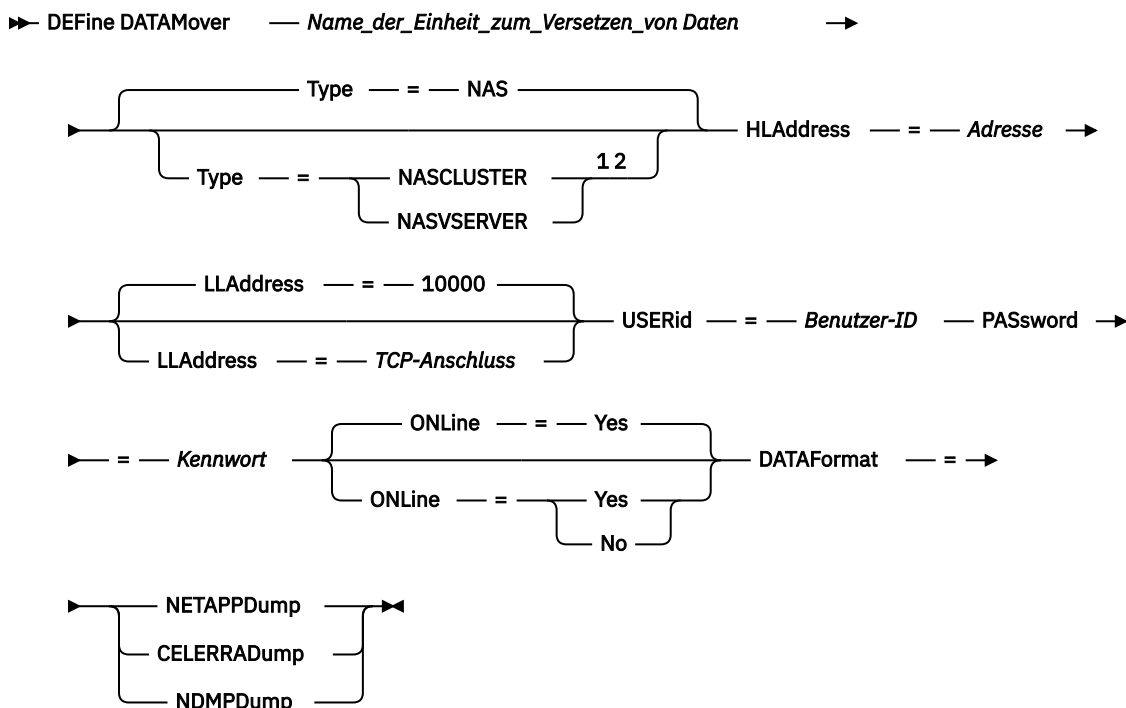 DEFine DATAMover Name_der_Einheit_zum_Versetzen_von Daten
Type = NAS
HLAddress = Adresse
Type = NASCLUSTER 1 2
NASVSERVER
LLAddress = 10000
USERid = Benutzer-ID PASsword
LLAddress = TCP-Anschluss
ONLine = Yes
= Kennwort DATAFormat =
ONLine = Yes
No
NETAPPDump
CELERRADump
NDMPDump